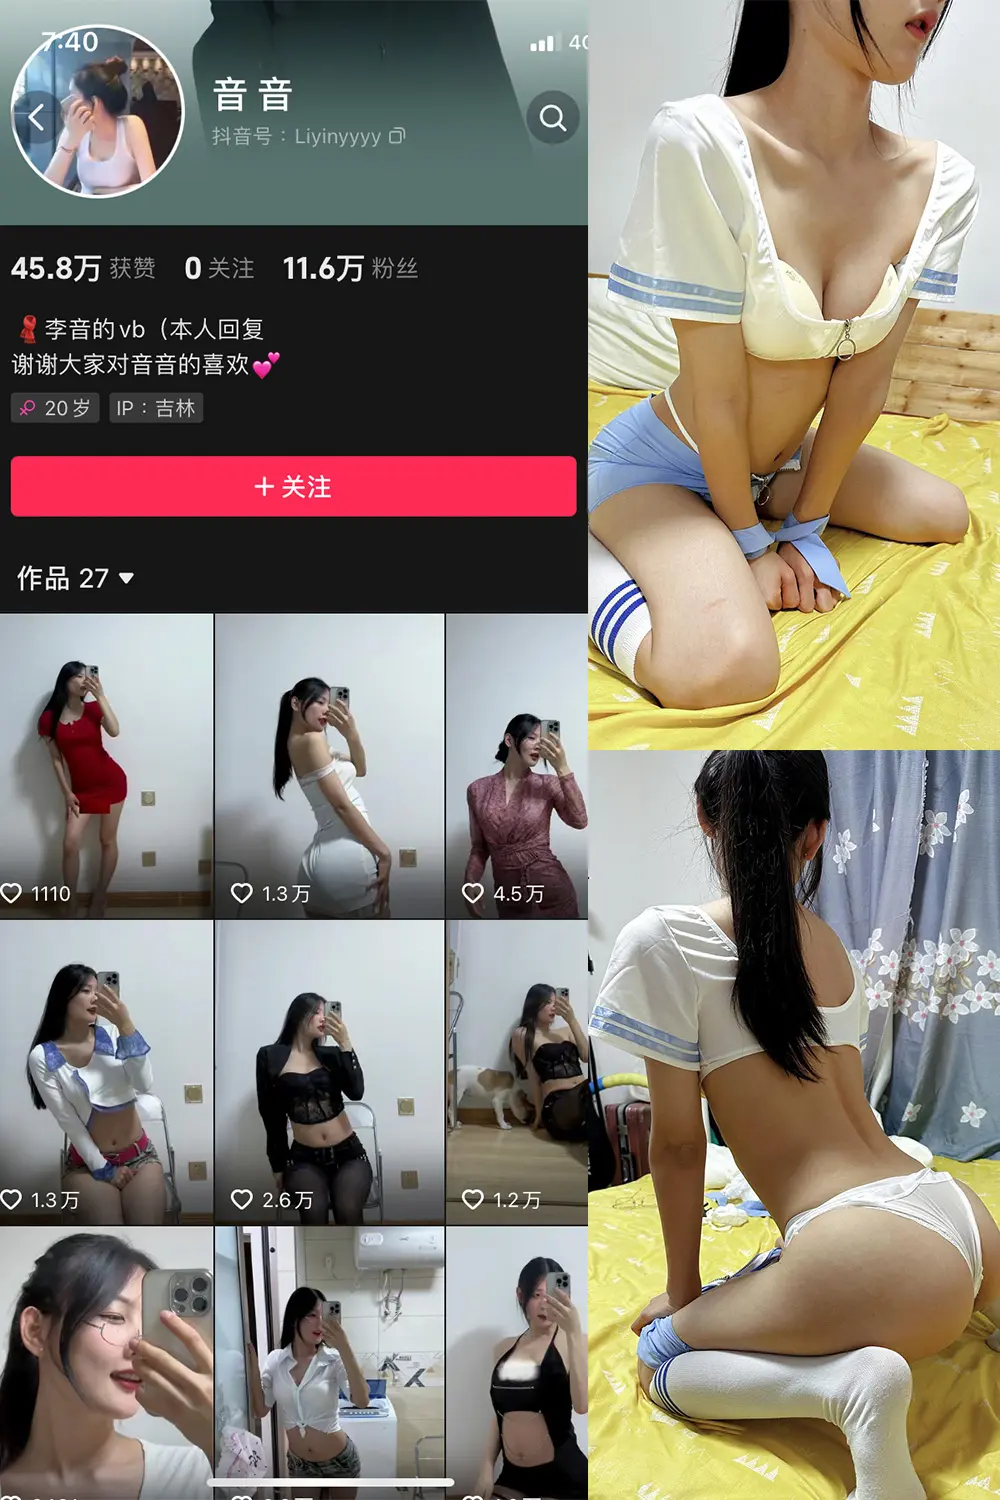 7:40
4G
音音
抖音号：Liyinyyyy
45.8万 获赞 0 关注 11.6万 粉丝
李音的vb（本人回复
谢谢大家对音音的喜欢💕
20岁 IP：吉林
+ 关注
作品 27
1110 1.3万 4.5万
1.3万 2.6万 1.2万